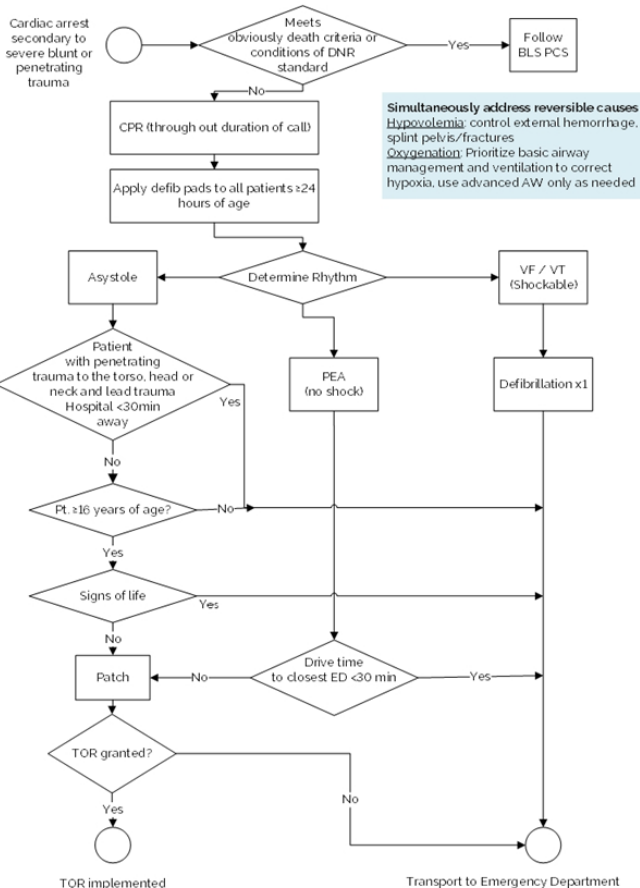 Cardiac arrest
secondary to
severe blunt or
penetrating
trauma
Meets
obviously death criteria or
conditions of DNR
standard
Yes
Follow
BLS PCS
No
CPR (through out duration of call)
Simultaneously address reversible causes
Hypovolemia: control external hemorrhage,
splint pelvis/fractures
Oxygenation: Prioritize basic airway
management and ventilation to correct
hypoxia, use advanced AW only as needed
Apply defib pads to all patients ≥24
hours of age
Asystole
Determine Rhythm
VF / VT
(Shockable)
Patient
with penetrating
trauma to the torso, head or
neck and lead trauma
Hospital <30min
away
Yes
PEA
(no shock)
Defibrillation x1
No
Pt. ≥16 years of age?
No
Yes
Signs of life
Yes
No
Patch
No
Drive time
to closest ED <30 min
Yes
TOR granted?
No
Yes
TOR implemented
Transport to Emergency Department